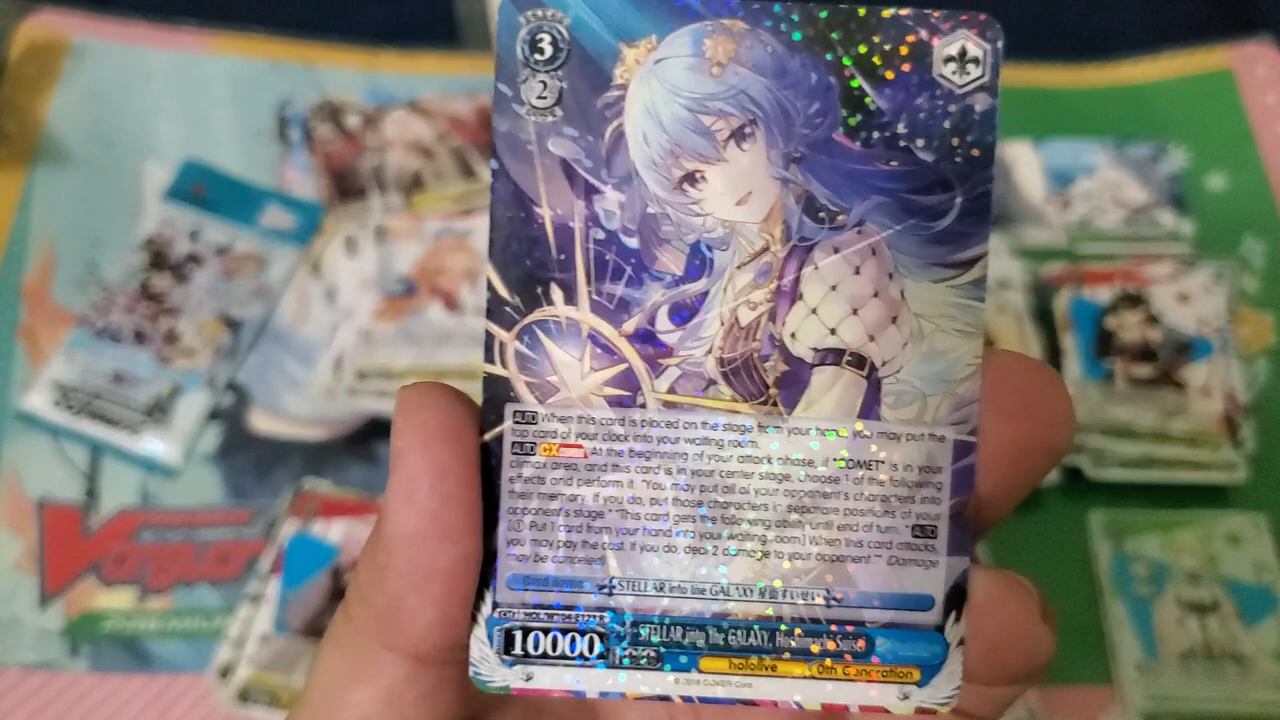 3
2
AUTO When this card is placed on the stage from your hand, you may put the
top card of your clock into your waiting room.
AUTO CX At the beginning of your attack phase, if "COMET" is in your
climax area, and this card is in your center stage, choose 1 of the following
effects and perform it. "You may put all of your opponent's characters into
their memory. If you do, put those characters in separate positions of your
opponent's stage." "This card gets the following ability until end of turn. " AUTO
[① Put 1 card from your hand into your waiting room] When this card attacks,
you may pay the cost. If you do, deal 2 damage to your opponent." (Damage
may be canceled)
Card Name STELLAR into the GALAXY 星街すいせい
10000
STELLAR into the GALAXY, Hoshimachi Suisei
hololive 0th Generation
© 2016 COVER Corp.